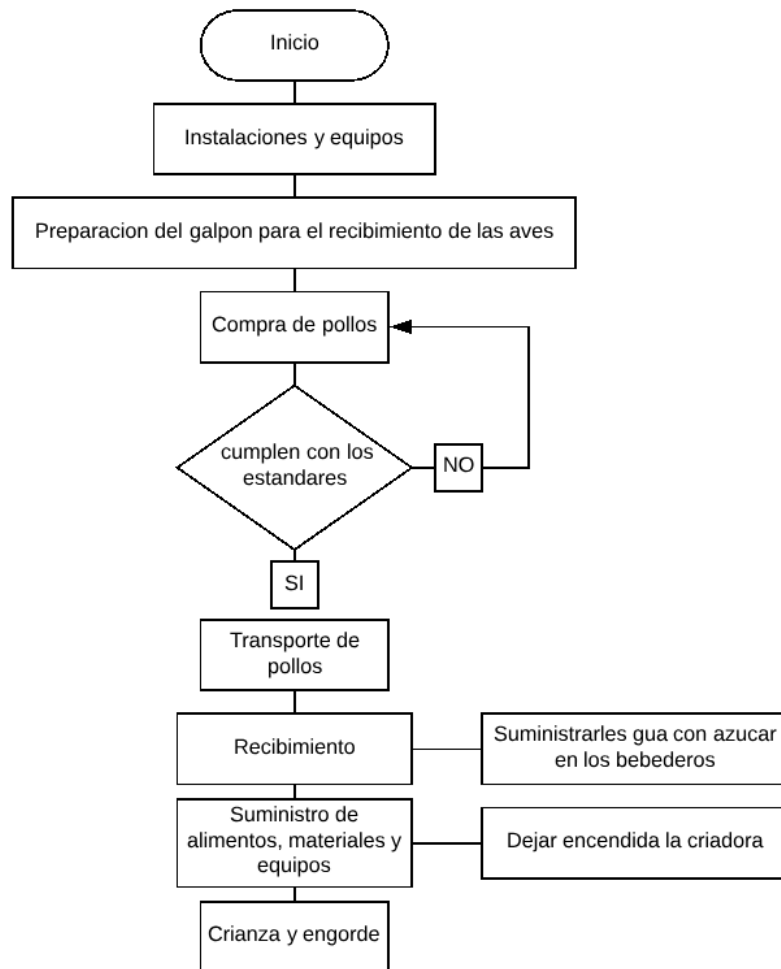 Inicio
Instalaciones y equipos
Preparacion del galpon para el recibimiento de las aves
Compra de pollos
cumplen con los
estandares
NO
SI
Transporte de
pollos
Recibimiento
Suministrarles gua con azucar
en los bebederos
Suministro de
alimentos, materiales y
equipos
Dejar encendida la criadora
Crianza y engorde